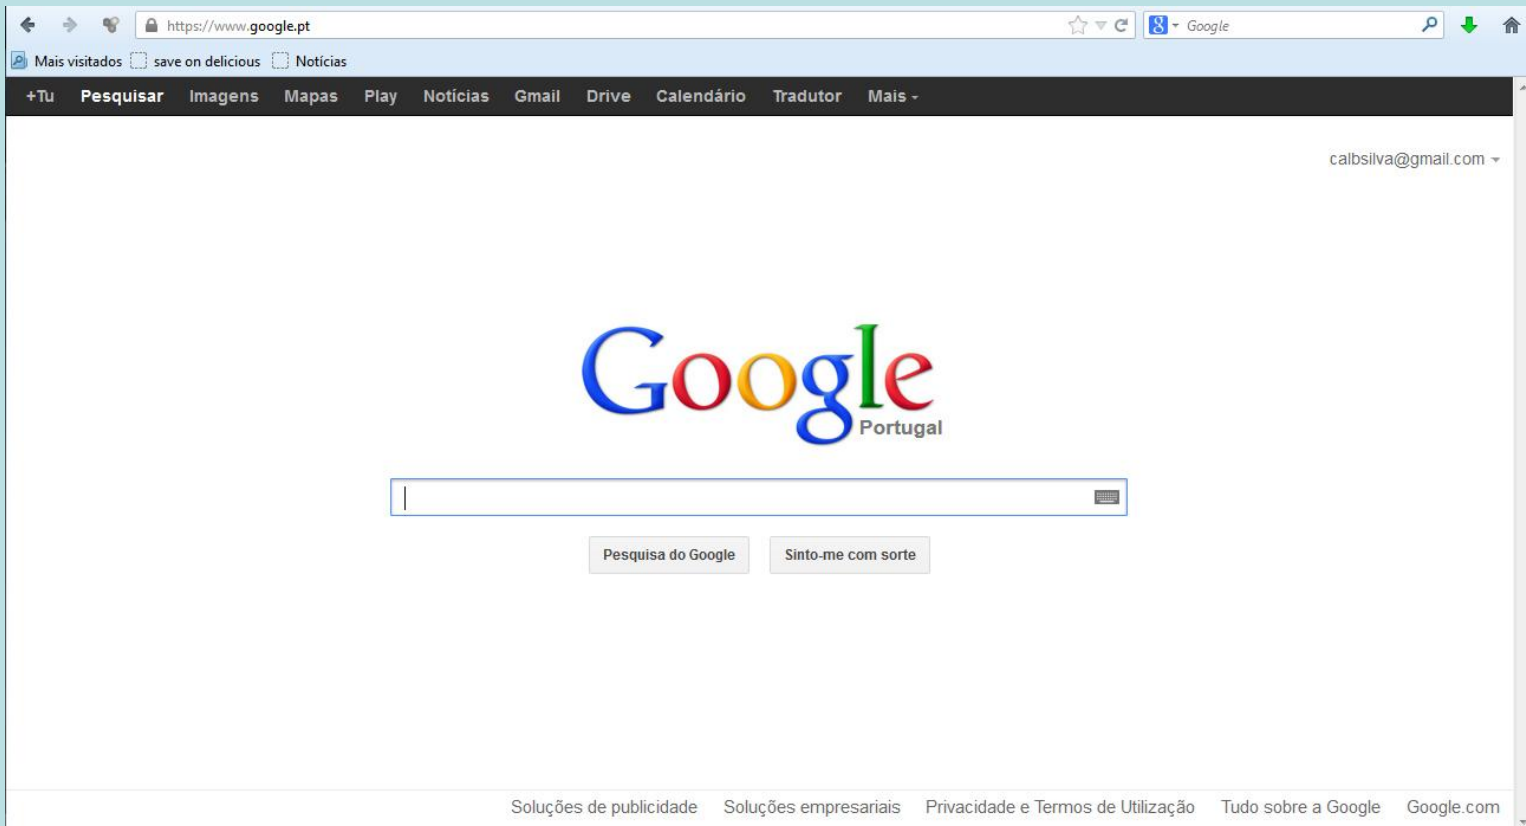 https://www.google.pt
8 Google
Mais visitados save on delicious Notícias
+Tu Pesquisar Imagens Mapas Play Notícias Gmail Drive Calendário Tradutor Mais
calbsilva@gmail.com
Google
Portugal
Pesquisa do Google Sinto-me com sorte
Soluções de publicidade Soluções empresariais Privacidade e Termos de Utilização Tudo sobre a Google Google.com